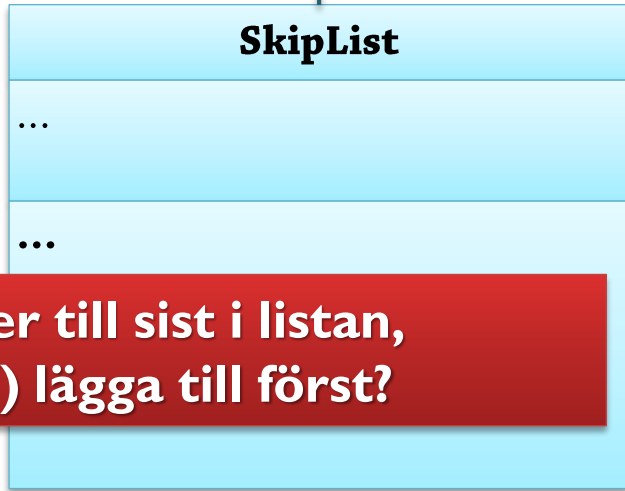 SkipList
...
...
er till sist i listan,
) lägga till först?